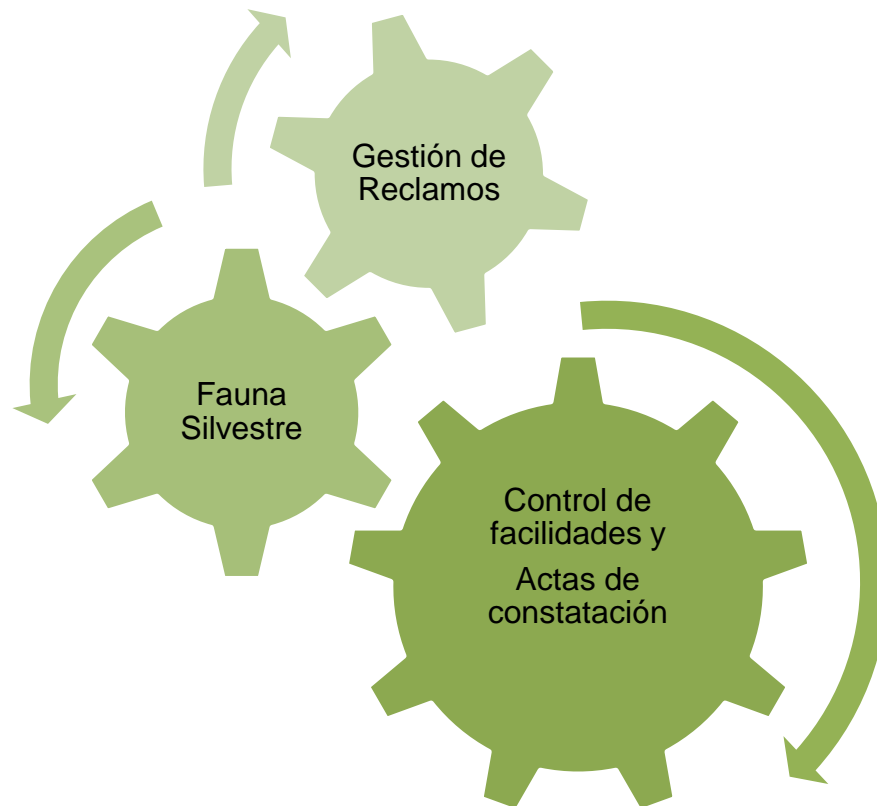 Gestión de
Reclamos
Fauna
Silvestre
Control de
facilidades y
Actas de
constatación